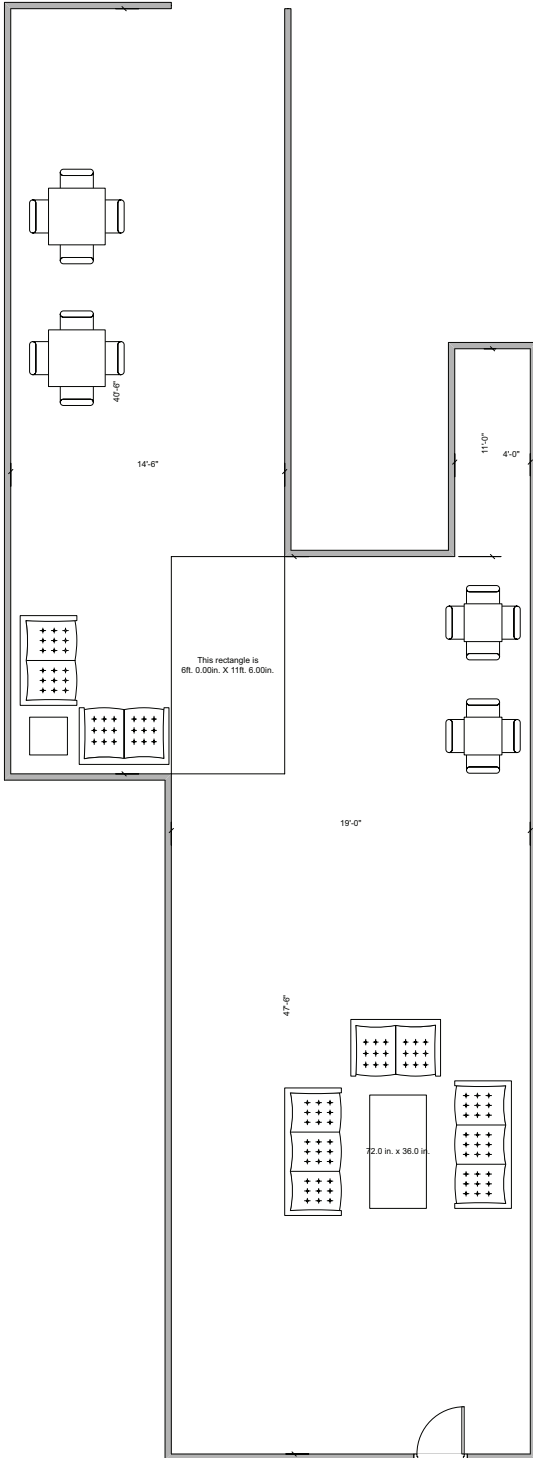 40'-6"
14'-6"
11'-0"
4'-0"
This rectangle is
6ft. 0.00in. X 11ft. 6.00in.
19'-0"
47'-6"
72.0 in. x 36.0 in.